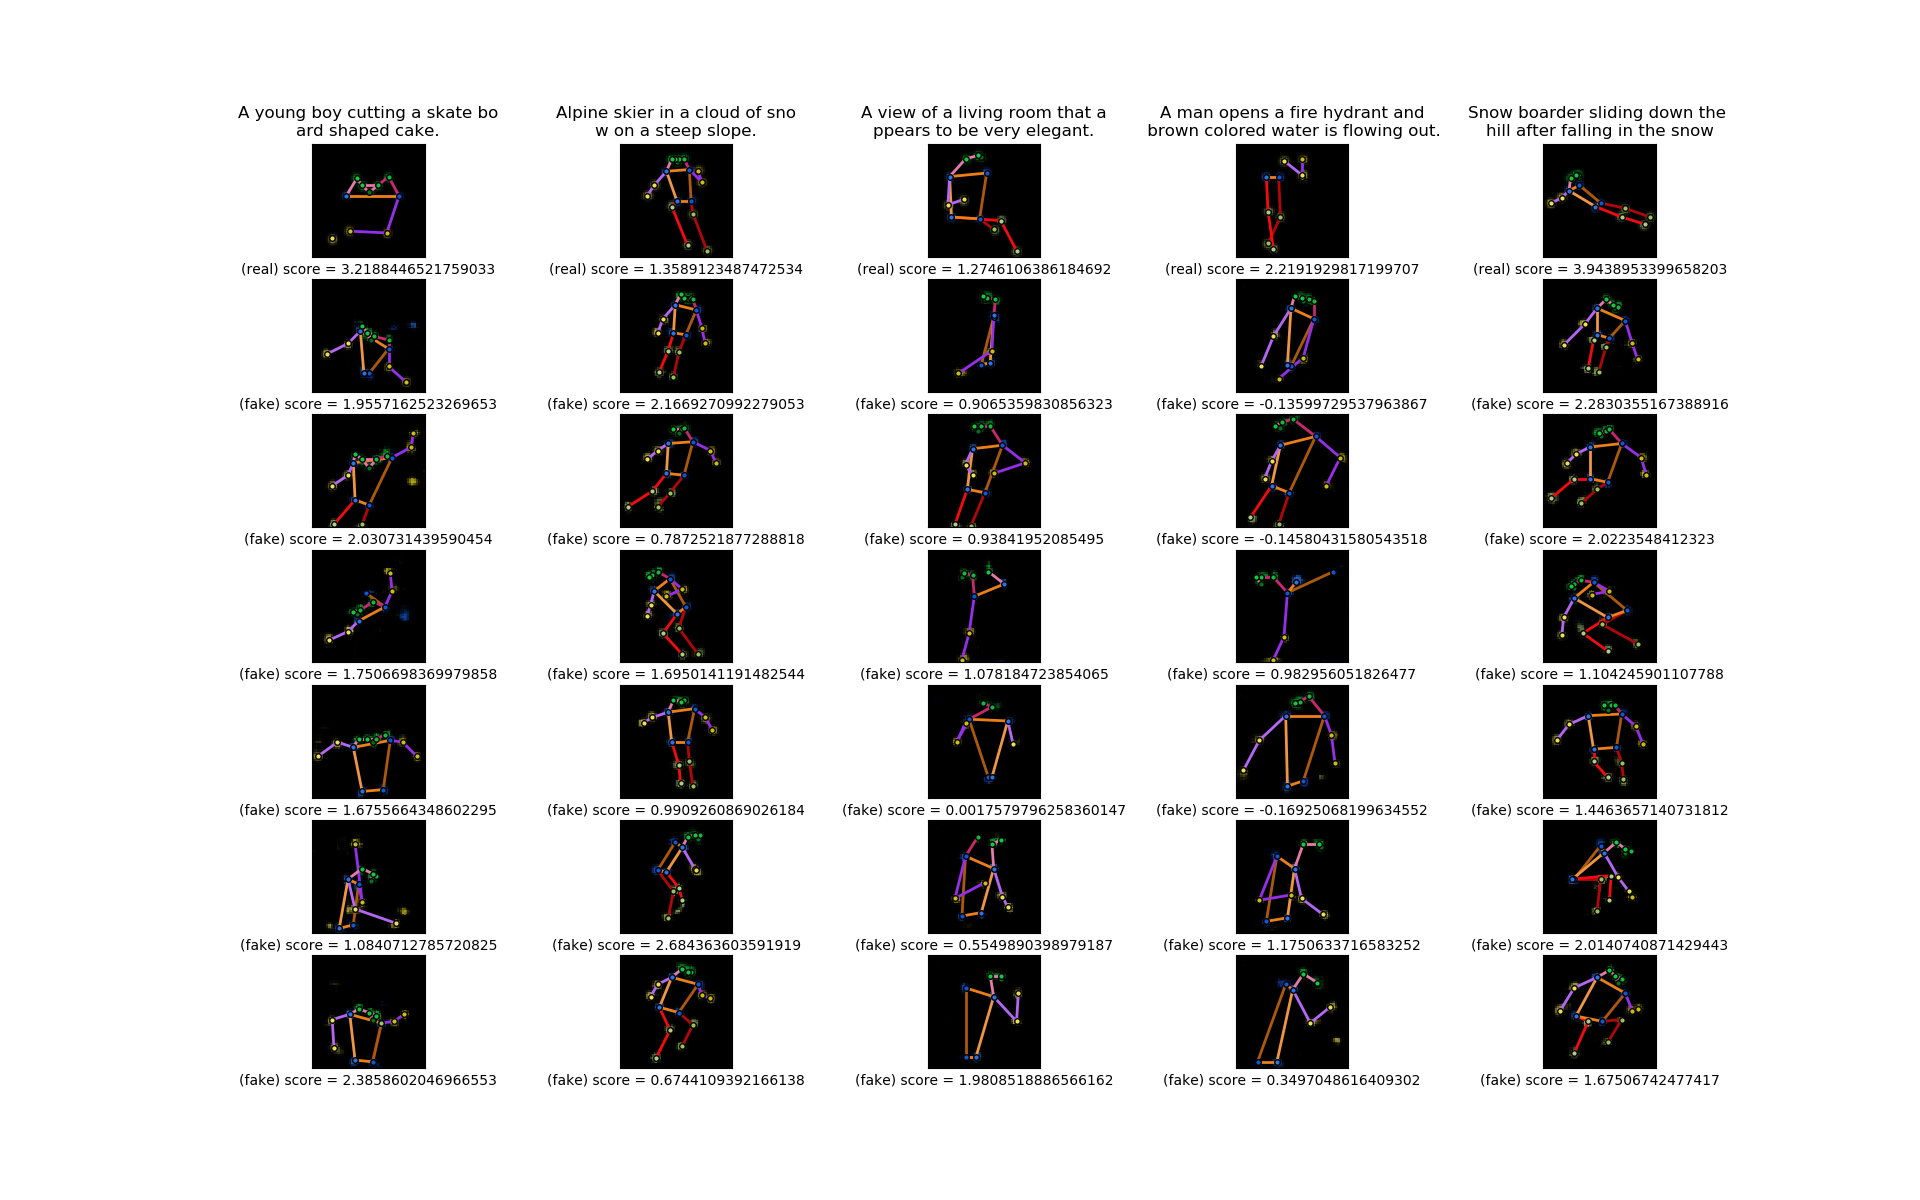 A young boy cutting a skate bo
ard shaped cake.
Alpine skier in a cloud of sno
w on a steep slope.
A view of a living room that a
ppears to be very elegant.
A man opens a fire hydrant and
brown colored water is flowing out.
Snow boarder sliding down the
hill after falling in the snow
(real) score = 3.2188446521759033
(real) score = 1.3589123487472534
(real) score = 1.2746106386184692
(real) score = 2.2191929817199707
(real) score = 3.9438953399658203
(fake) score = 1.9557162523269653
(fake) score = 2.1669270992279053
(fake) score = 0.9065359830856323
(fake) score = -0.13599729537963867
(fake) score = 2.2830355167388916
(fake) score = 2.030731439590454
(fake) score = 0.7872521877288818
(fake) score = 0.93841952085495
(fake) score = -0.14580431580543518
(fake) score = 2.0223548412323
(fake) score = 1.7506698369979858
(fake) score = 1.6950141191482544
(fake) score = 1.078184723854065
(fake) score = 0.982956051826477
(fake) score = 1.104245901107788
(fake) score = 1.6755664348602295
(fake) score = 0.9909260869026184
(fake) score = 0.0017579796258360147
(fake) score = -0.16925068199634552
(fake) score = 1.4463657140731812
(fake) score = 1.0840712785720825
(fake) score = 2.684363603591919
(fake) score = 0.5549890398979187
(fake) score = 1.1750633716583252
(fake) score = 2.0140740871429443
(fake) score = 2.3858602046966553
(fake) score = 0.6744109392166138
(fake) score = 1.9808518886566162
(fake) score = 0.3497048616409302
(fake) score = 1.67506742477417